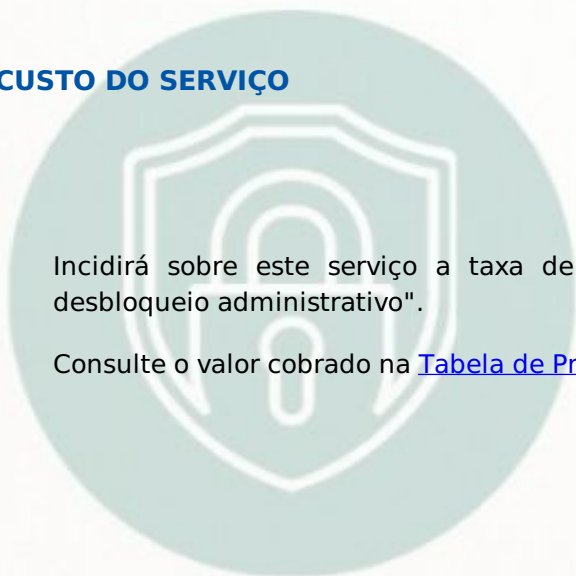 CUSTO DO SERVIÇO
Incidirá sobre este serviço a taxa de
desbloqueio administrativo".
Consulte o valor cobrado na Tabela de